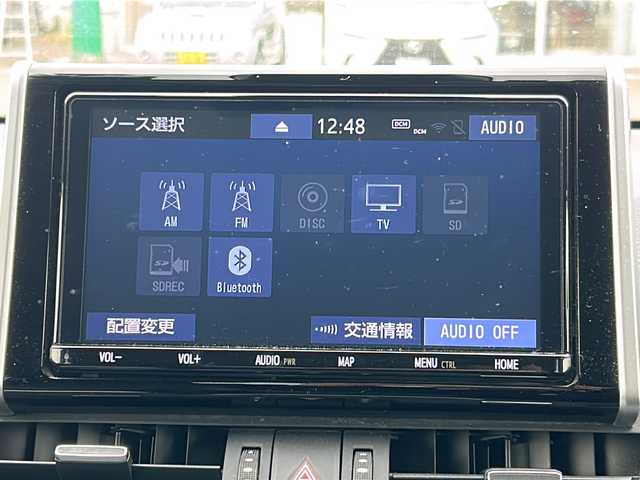 ソース選択
12:48
DCM
DCM
AUDIO
AM
FM
DISC
TV
SD
SDREC
Bluetooth
配置変更
交通情報
AUDIO OFF
VOL-
VOL+
AUDIO PWR
MAP
MENU CTRL
HOME